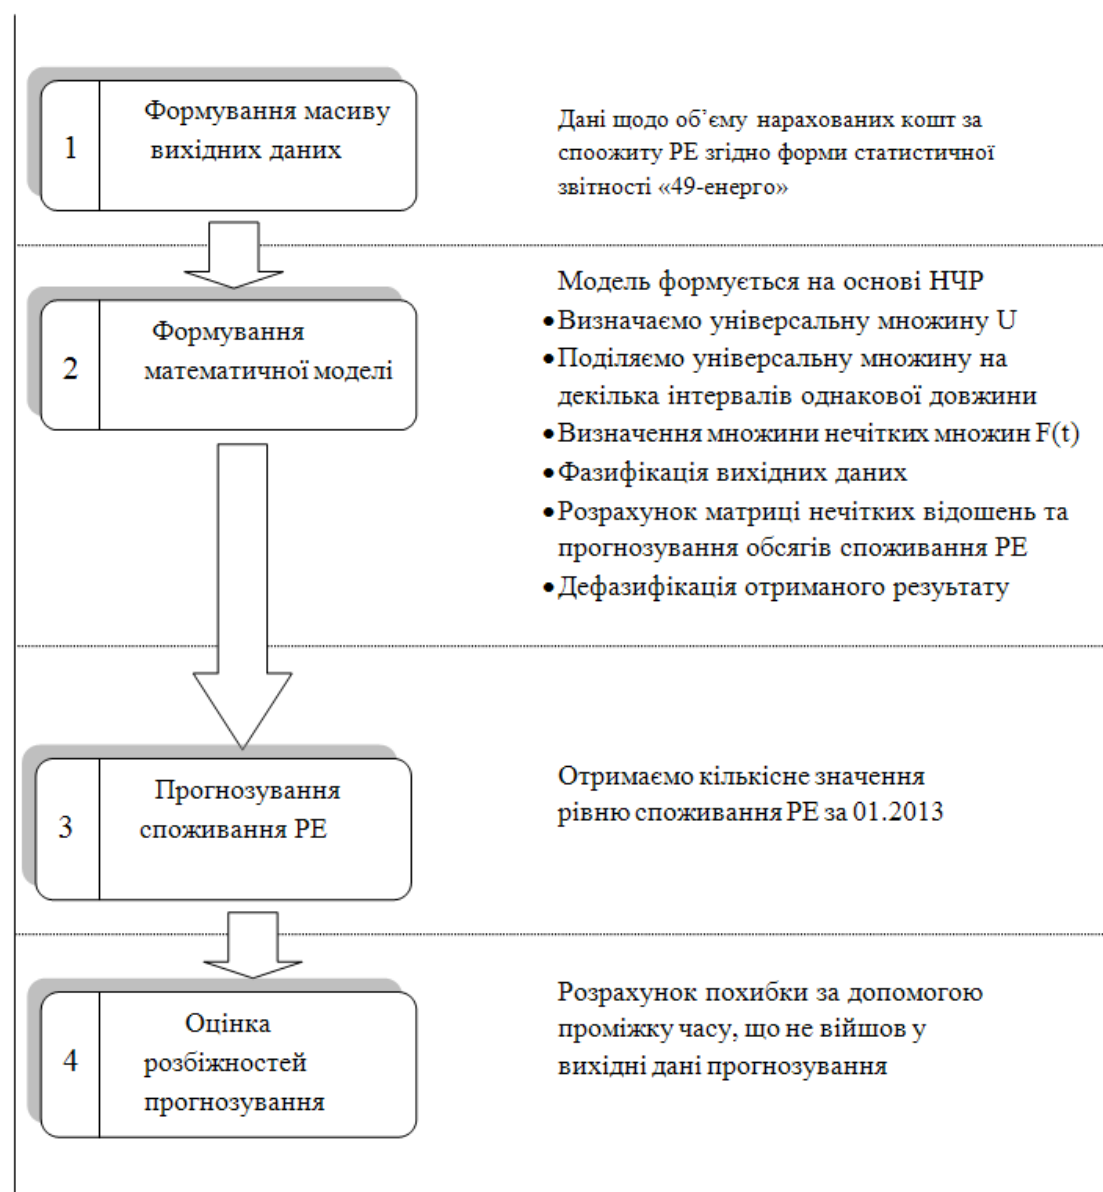 1
Формування масиву
вихідних даних
Дані щодо об’єму нарахованих кошт за
споожиту РЕ згідно форми статистичної
звітності «49-енерго»
2
Формування
математичної моделі
Модель формується на основі НЧР
•Визначаємо універсальну множину U
•Поділяємо універсальну множину на
декілька інтервалів однакової довжини
•Визначення множини нечітких множин F(t)
•Фазифікація вихідних даних
•Розрахунок матриці нечітких відошень та
прогнозування обсягів споживання РЕ
•Дефазифікація отриманого резуьтату
3
Прогнозування
споживання РЕ
Отримаємо кількісне значення
рівню споживання РЕ за 01.2013
4
Оцінка
розбіжностей
прогнозування
Розрахунок похибки за допомогою
проміжку часу, що не війшов у
вихідні дані прогнозування